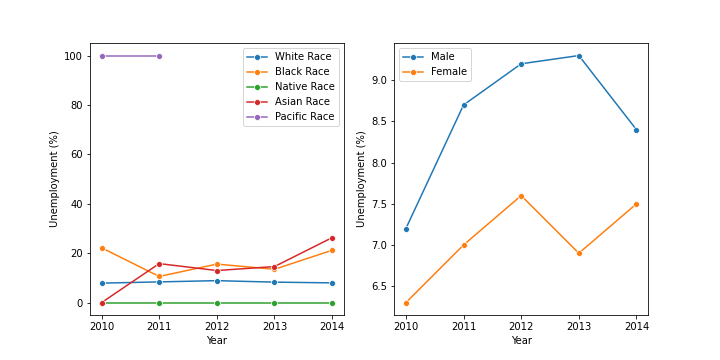 100
80
60
40
20
0
Unemployment (%)
2010 2011 2012 2013 2014
Year
White Race
Black Race
Native Race
Asian Race
Pacific Race
9.0
8.5
8.0
7.5
7.0
6.5
Unemployment (%)
2010 2011 2012 2013 2014
Year
Male
Female